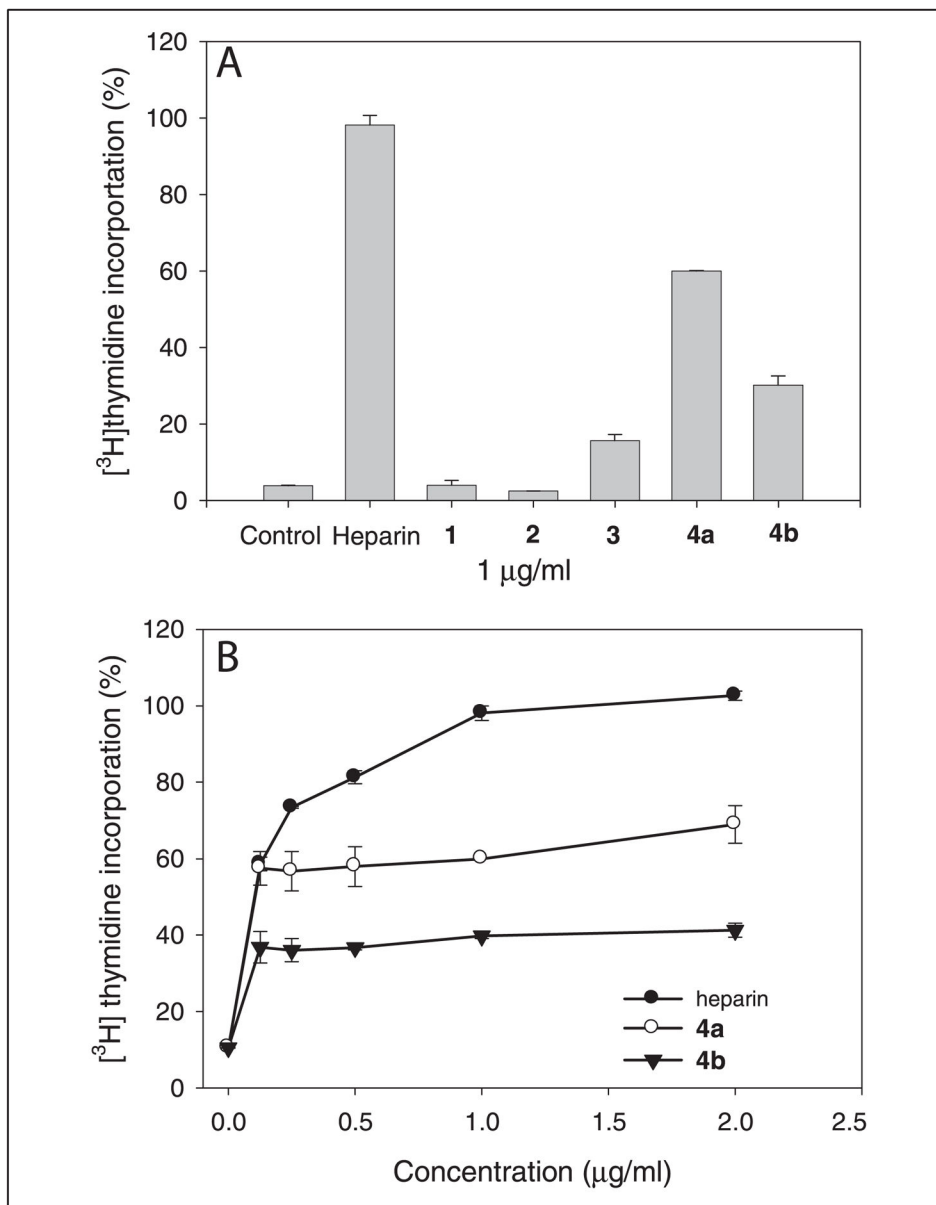 A
120
100
80
60
40
20
0
[³H]thymidine incorportation (%)
Control Heparin 1 2 3 4a 4b
1 μg/ml
B
120
100
80
60
40
20
0
[³H] thymidine incorporation (%)
heparin
4a
4b
0.0 0.5 1.0 1.5 2.0 2.5
Concentration (μg/ml)